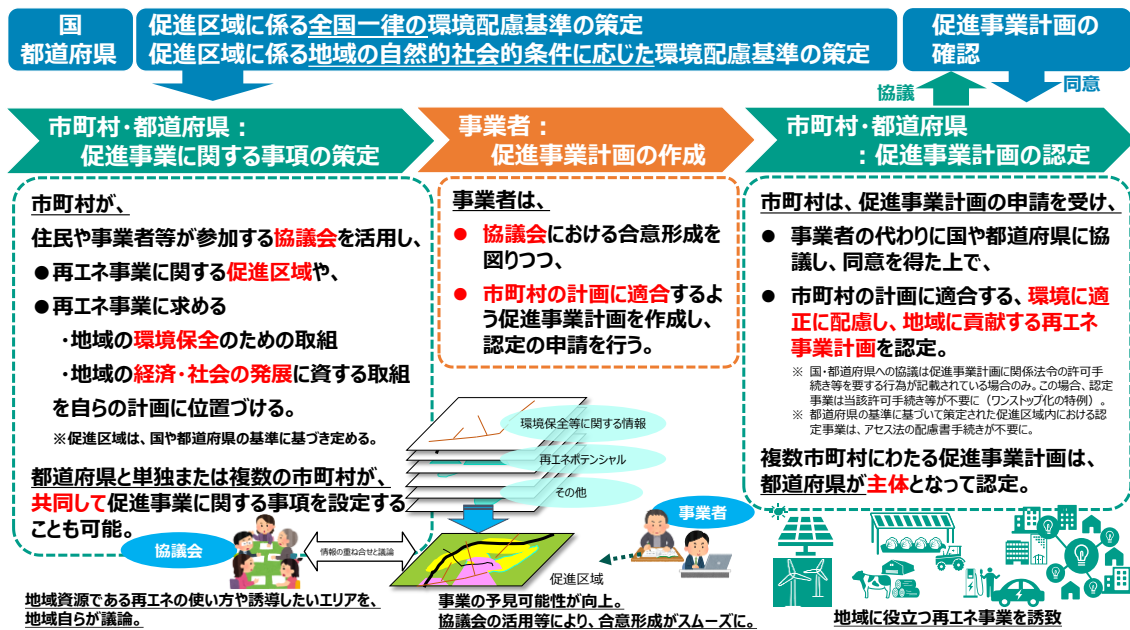 国
都道府県
促進区域に係る全国一律の環境配慮基準の策定
促進区域に係る地域の自然的社会的条件に応じた環境配慮基準の策定
促進事業計画の
確認
協議
同意
市町村・都道府県：
促進事業に関する事項の策定
市町村が、
住民や事業者等が参加する協議会を活用し、
●再エネ事業に関する促進区域や、
●再エネ事業に求める
・地域の環境保全のための取組
・地域の経済・社会の発展に資する取組
を自らの計画に位置づける。
※促進区域は、国や都道府県の基準に基づき定める。
都道府県と単独または複数の市町村が、
共同して促進事業に関する事項を設定する
ことも可能。
協議会
情報の重ね合せと議論
地域資源である再エネの使い方や誘導したいエリアを、
地域自らが議論。
事業者：
促進事業計画の作成
事業者は、
● 協議会における合意形成を
図りつつ、
● 市町村の計画に適合するよ
う促進事業計画を作成し、
認定の申請を行う。
環境保全等に関する情報
再エネポテンシャル
その他
事業者
促進区域
事業の予見可能性が向上。
協議会の活用等により、合意形成がスムーズに。
市町村・都道府県
：促進事業計画の認定
市町村は、促進事業計画の申請を受け、
● 事業者の代わりに国や都道府県に協
議し、同意を得た上で、
● 市町村の計画に適合する、環境に適
正に配慮し、地域に貢献する再エネ
事業計画を認定。
※ 国・都道府県への協議は促進事業計画に関係法令の許可手
続き等を要する行為が記載されている場合のみ。この場合、認定
事業は当該許可手続き等が不要に（ワンストップ化の特例）。
※ 都道府県の基準に基づいて策定された促進区域内における認
定事業は、アセス法の配慮書手続きが不要に。
複数市町村にわたる促進事業計画は、
都道府県が主体となって認定。
地域に役立つ再エネ事業を誘致